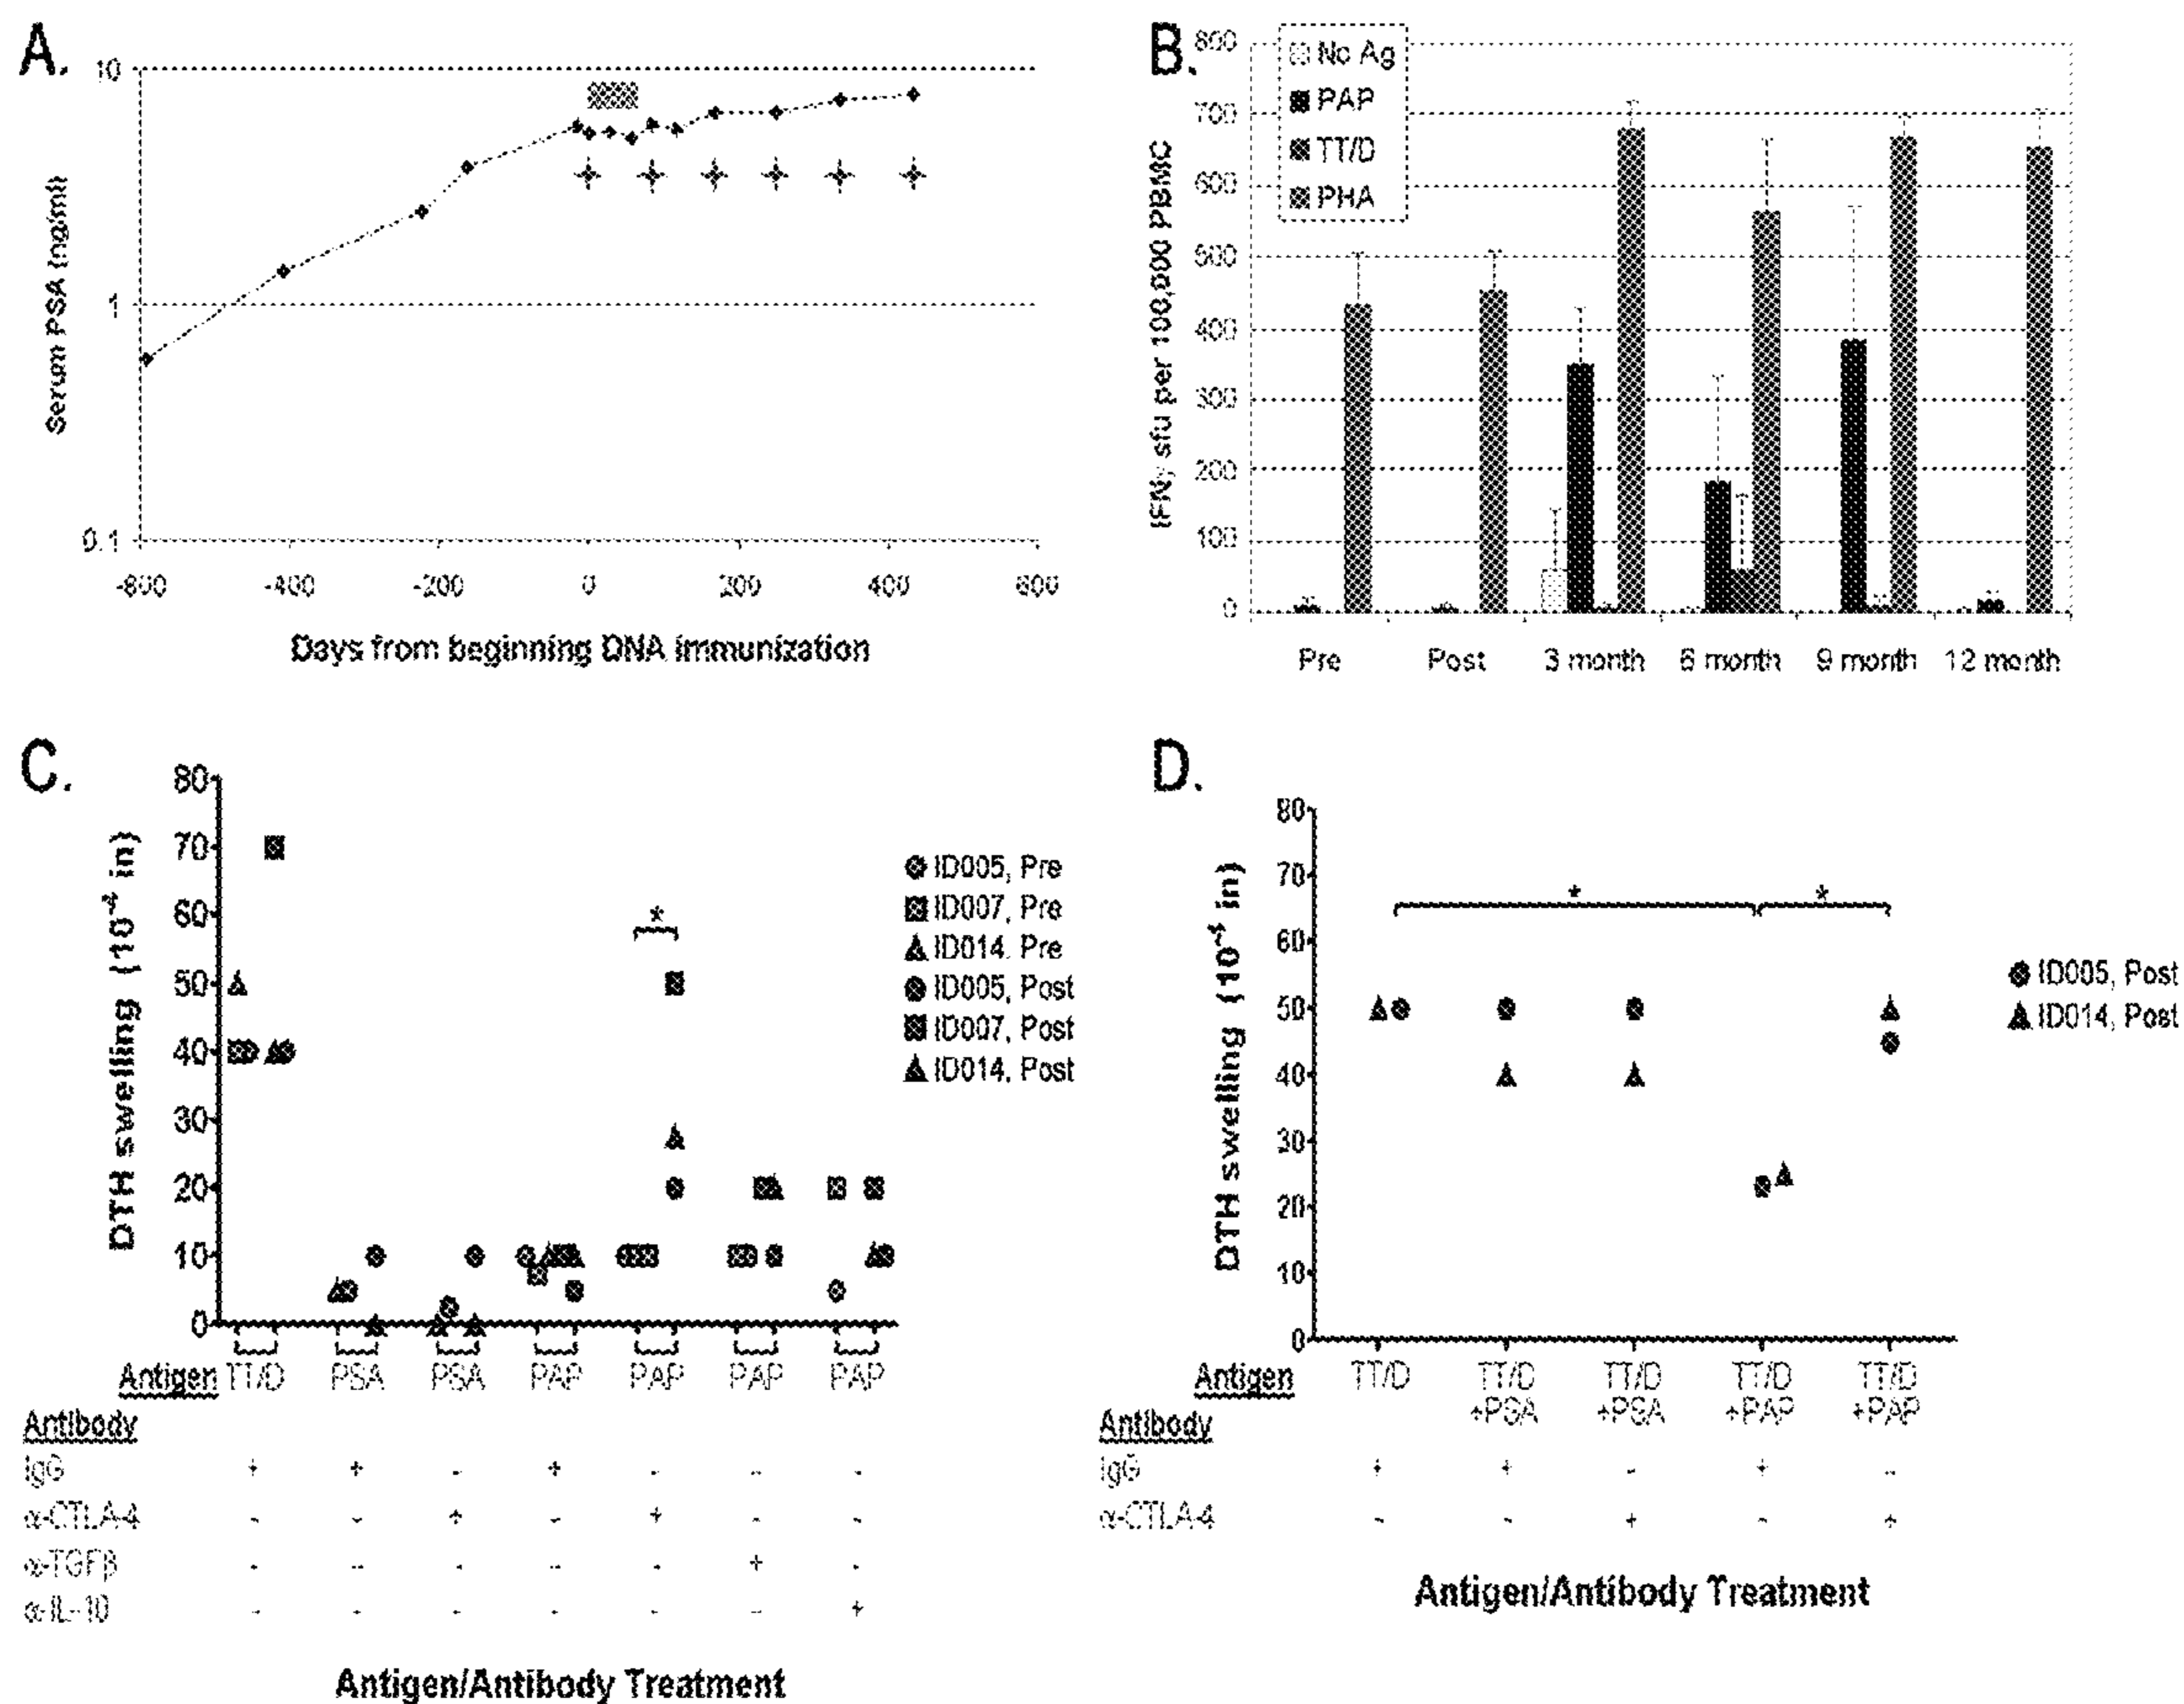 A.
10
1
0.1
Serum PSA (ng/ml)
-600 -400 -200 0 200 400 600
Days from beginning DNA immunization
B.
800
700
600
500
400
300
200
100
0
IFNγ sfu per 100,000 PBMC
No Ag
PAP
TT/D
PHA
Pre Post 3 month 6 month 9 month 12 month
C.
80
70
60
50
40
30
20
10
0
DTH swelling (10⁻⁴ in)
*
ID005, Pre
ID007, Pre
ID014, Pre
ID005, Post
ID007, Post
ID014, Post
Antigen TT/D PSA PSA PAP PAP PAP PAP
Antibody
IgG + + - + - - -
α-CTLA-4 - - + - + - -
α-TGFβ - - - - - + -
α-IL-10 - - - - - - +
Antigen/Antibody Treatment
D.
80
70
60
50
40
30
20
10
0
DTH swelling (10⁻⁴ in)
* *
ID005, Post
ID014, Post
Antigen TT/D TT/D TT/D TT/D TT/D
+PSA +PSA +PAP +PAP
Antibody
IgG + + - + -
α-CTLA-4 - - + - +
Antigen/Antibody Treatment